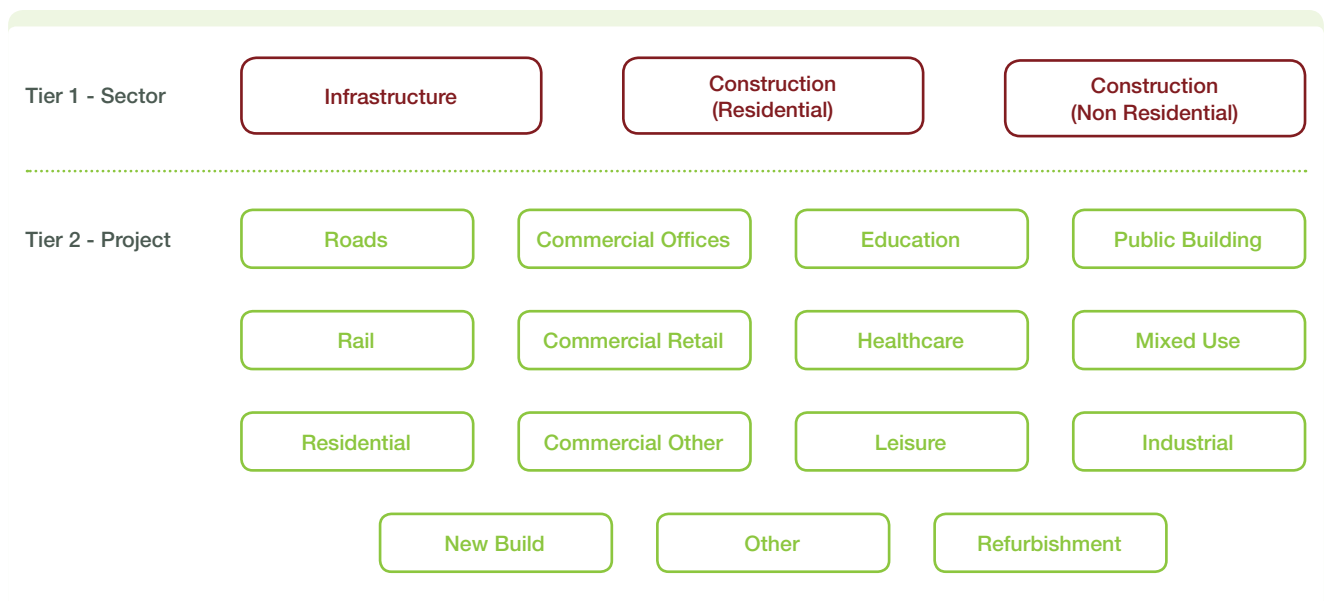 Tier 1 - Sector
Infrastructure
Construction
(Residential)
Construction
(Non Residential)
Tier 2 - Project
Roads
Commercial Offices
Education
Public Building
Rail
Commercial Retail
Healthcare
Mixed Use
Residential
Commercial Other
Leisure
Industrial
New Build
Other
Refurbishment